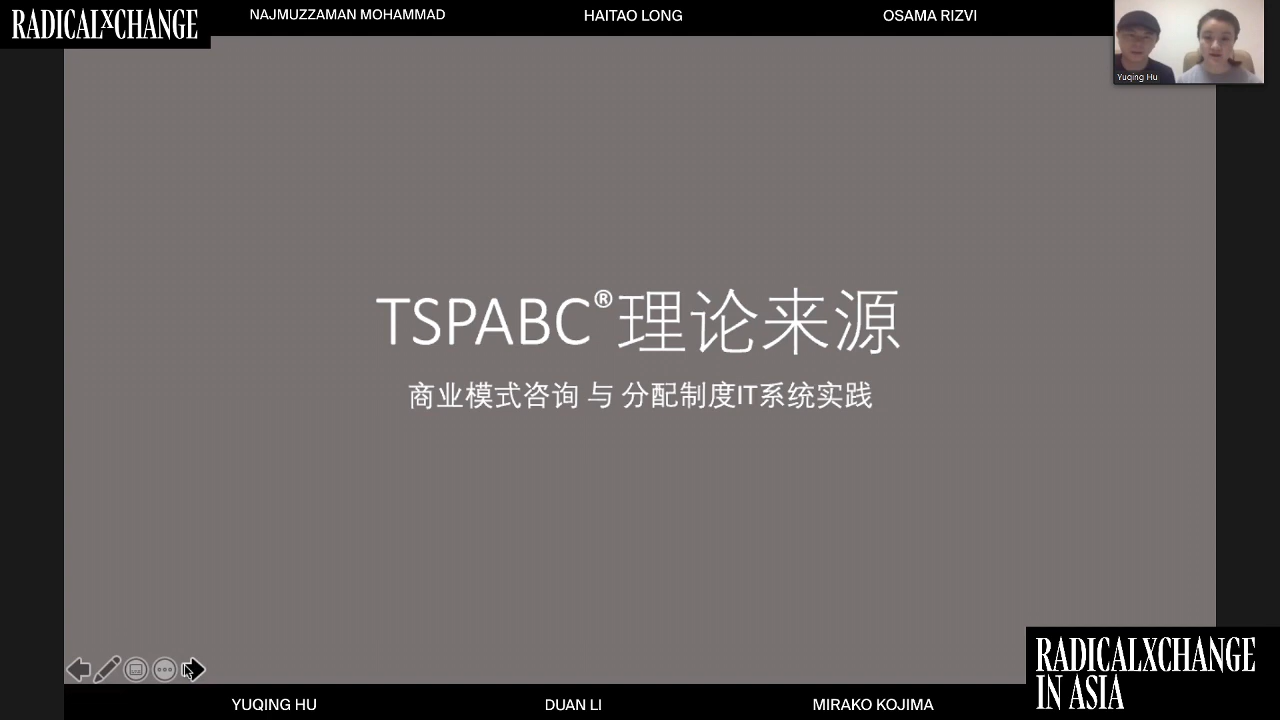 RADICALXCHANGE
NAJMUZZAMAN MOHAMMAD
HAITAO LONG
OSAMA RIZVI
Yuqing Hu
TSPABC®理论来源
商业模式咨询 与 分配制度IT系统实践
YUQING HU
DUAN LI
MIRAKO KOJIMA
RADICALXCHANGE
IN ASIA